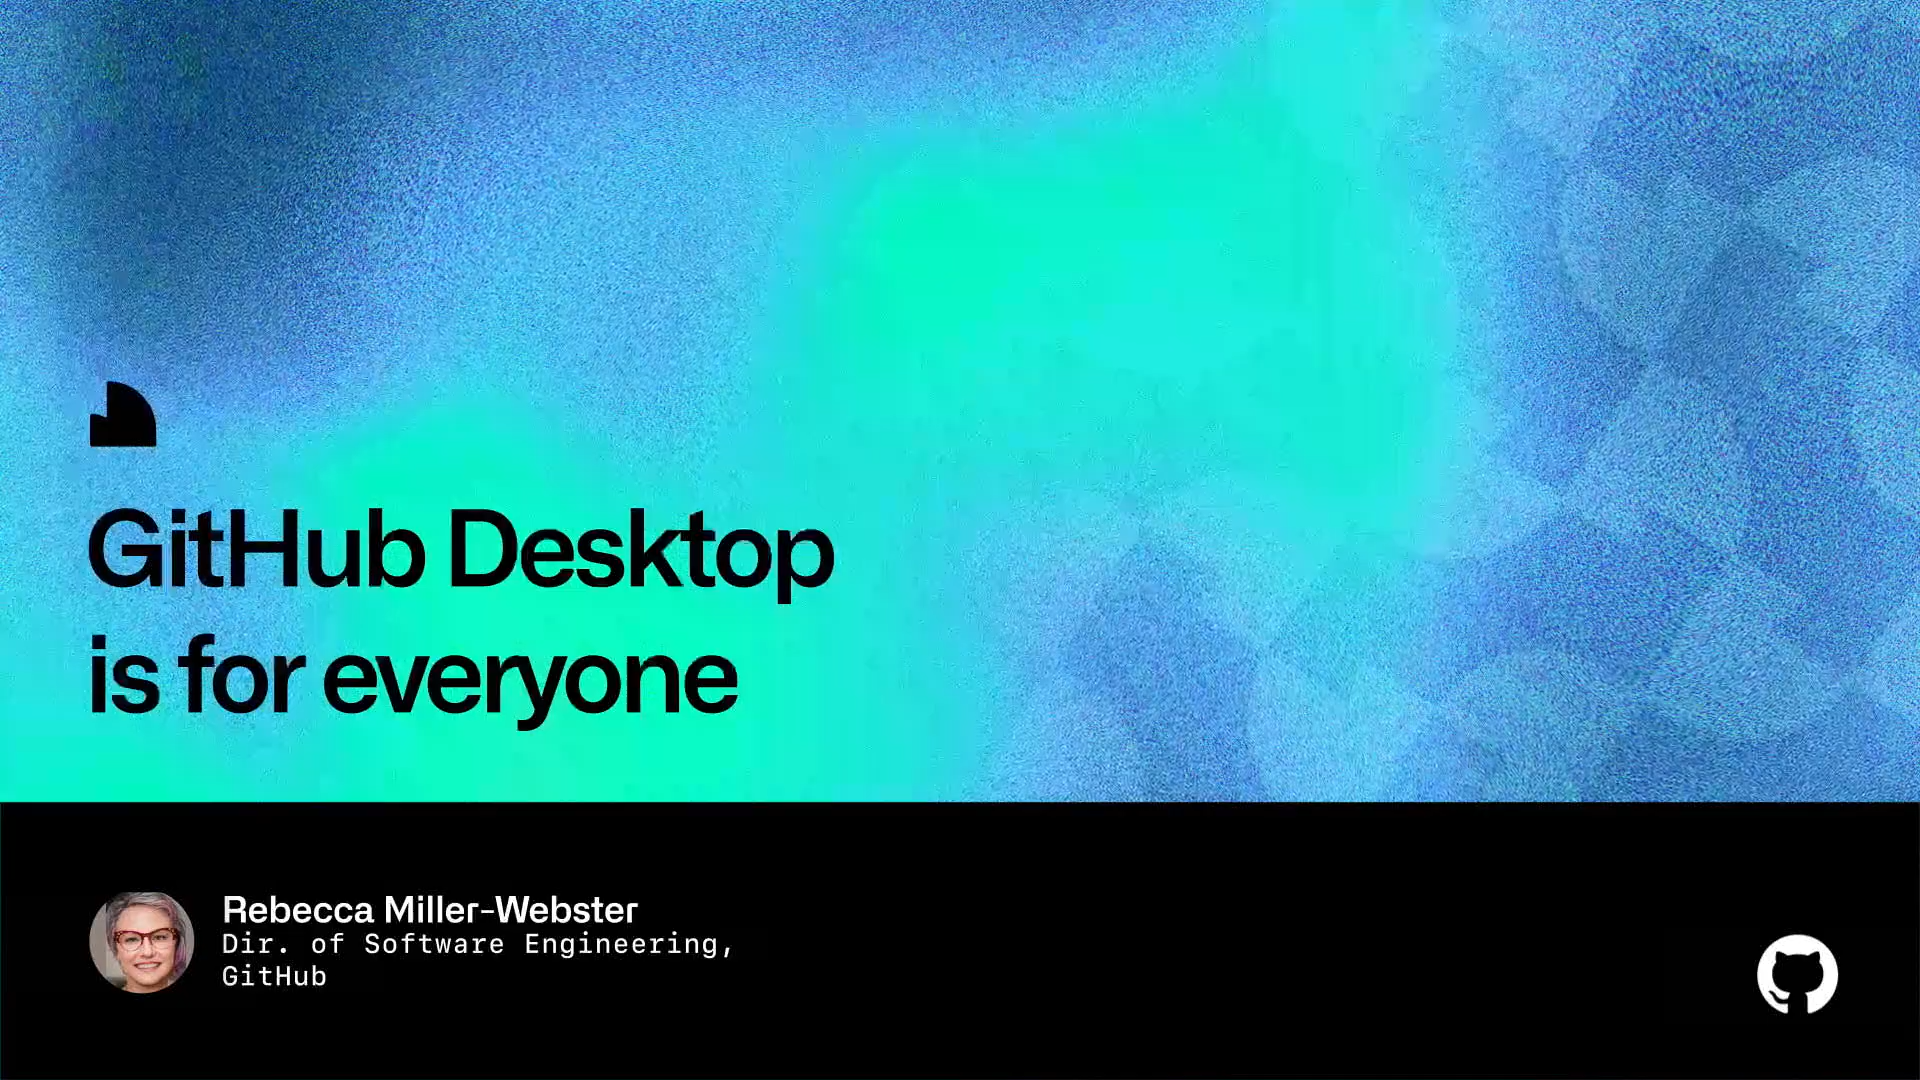 GitHub Desktop
is for everyone
Rebecca Miller-Webster
Dir. of Software Engineering,
GitHub